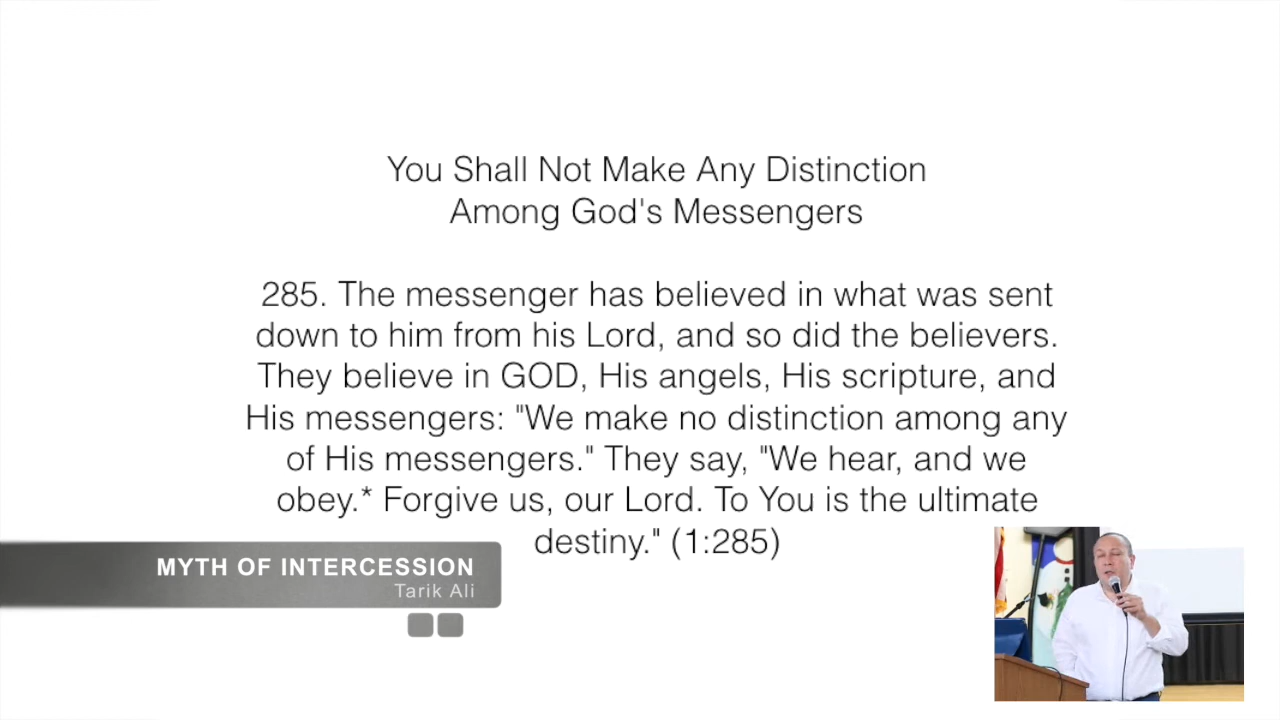 You Shall Not Make Any Distinction
Among God's Messengers
285. The messenger has believed in what was sent
down to him from his Lord, and so did the believers.
They believe in GOD, His angels, His scripture, and
His messengers: "We make no distinction among any
of His messengers." They say, "We hear, and we
obey.* Forgive us, our Lord. To You is the ultimate
destiny." (1:285)
MYTH OF INTERCESSION
Tarik Ali